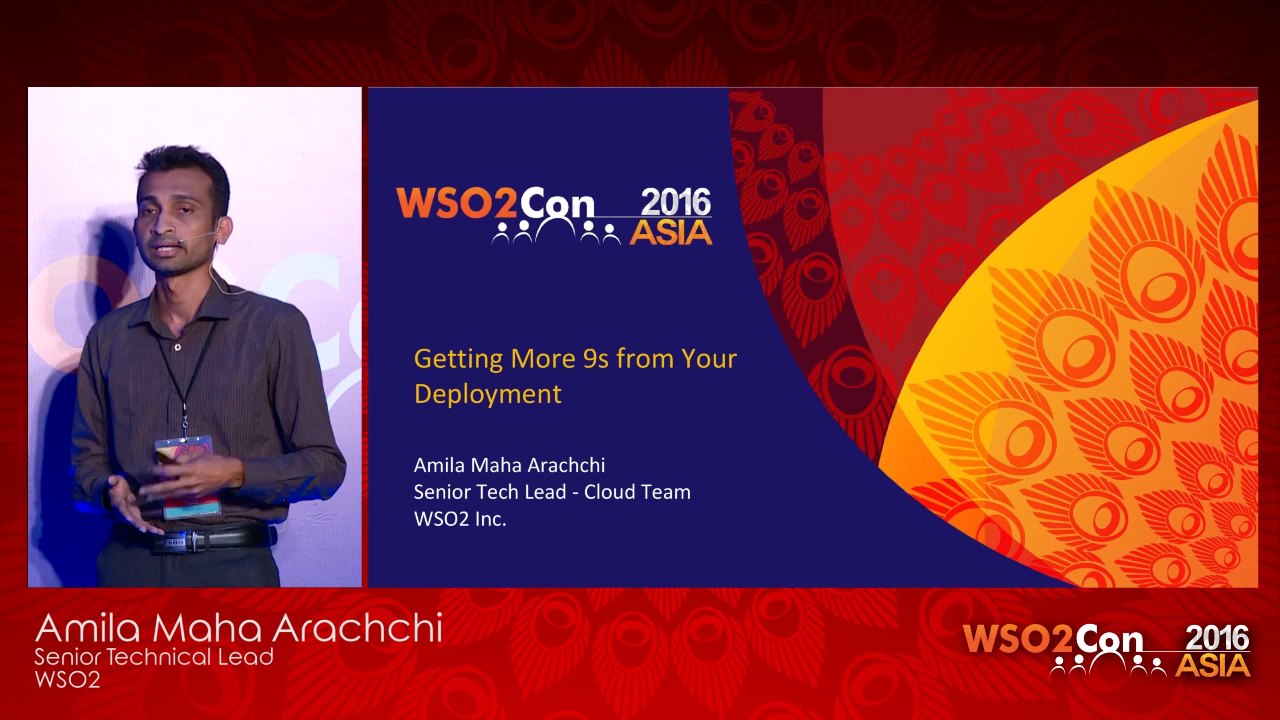 WSO2Con 2016
ASIA
Getting More 9s from Your
Deployment
Amila Maha Arachchi
Senior Tech Lead - Cloud Team
WSO2 Inc.
Amila Maha Arachchi
Senior Technical Lead
WSO2
WSO2Con 2016
ASIA